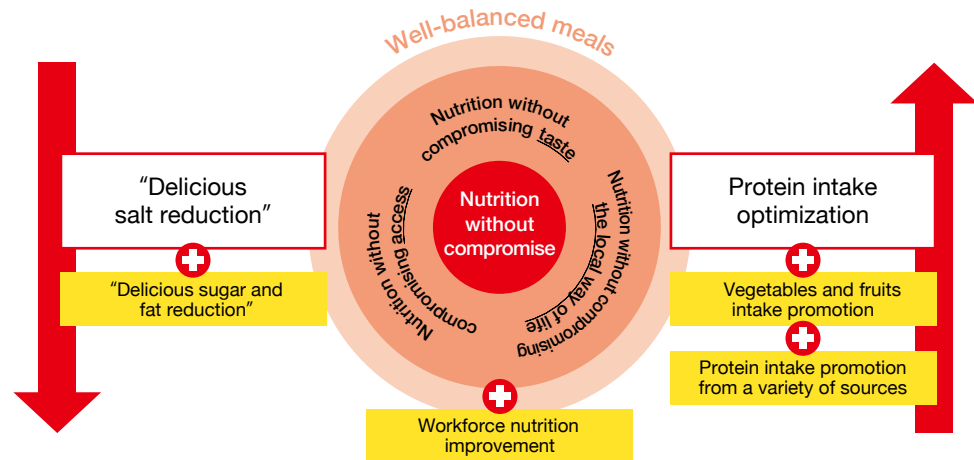 Well-balanced meals
Nutrition without
compromising taste
Nutrition without compromising
the local way of life
Nutrition without
compromising access
Nutrition
without
compromise
“Delicious
salt reduction”
“Delicious sugar and
fat reduction”
Protein intake
optimization
Vegetables and fruits
intake promotion
Protein intake promotion
from a variety of sources
Workforce nutrition
improvement